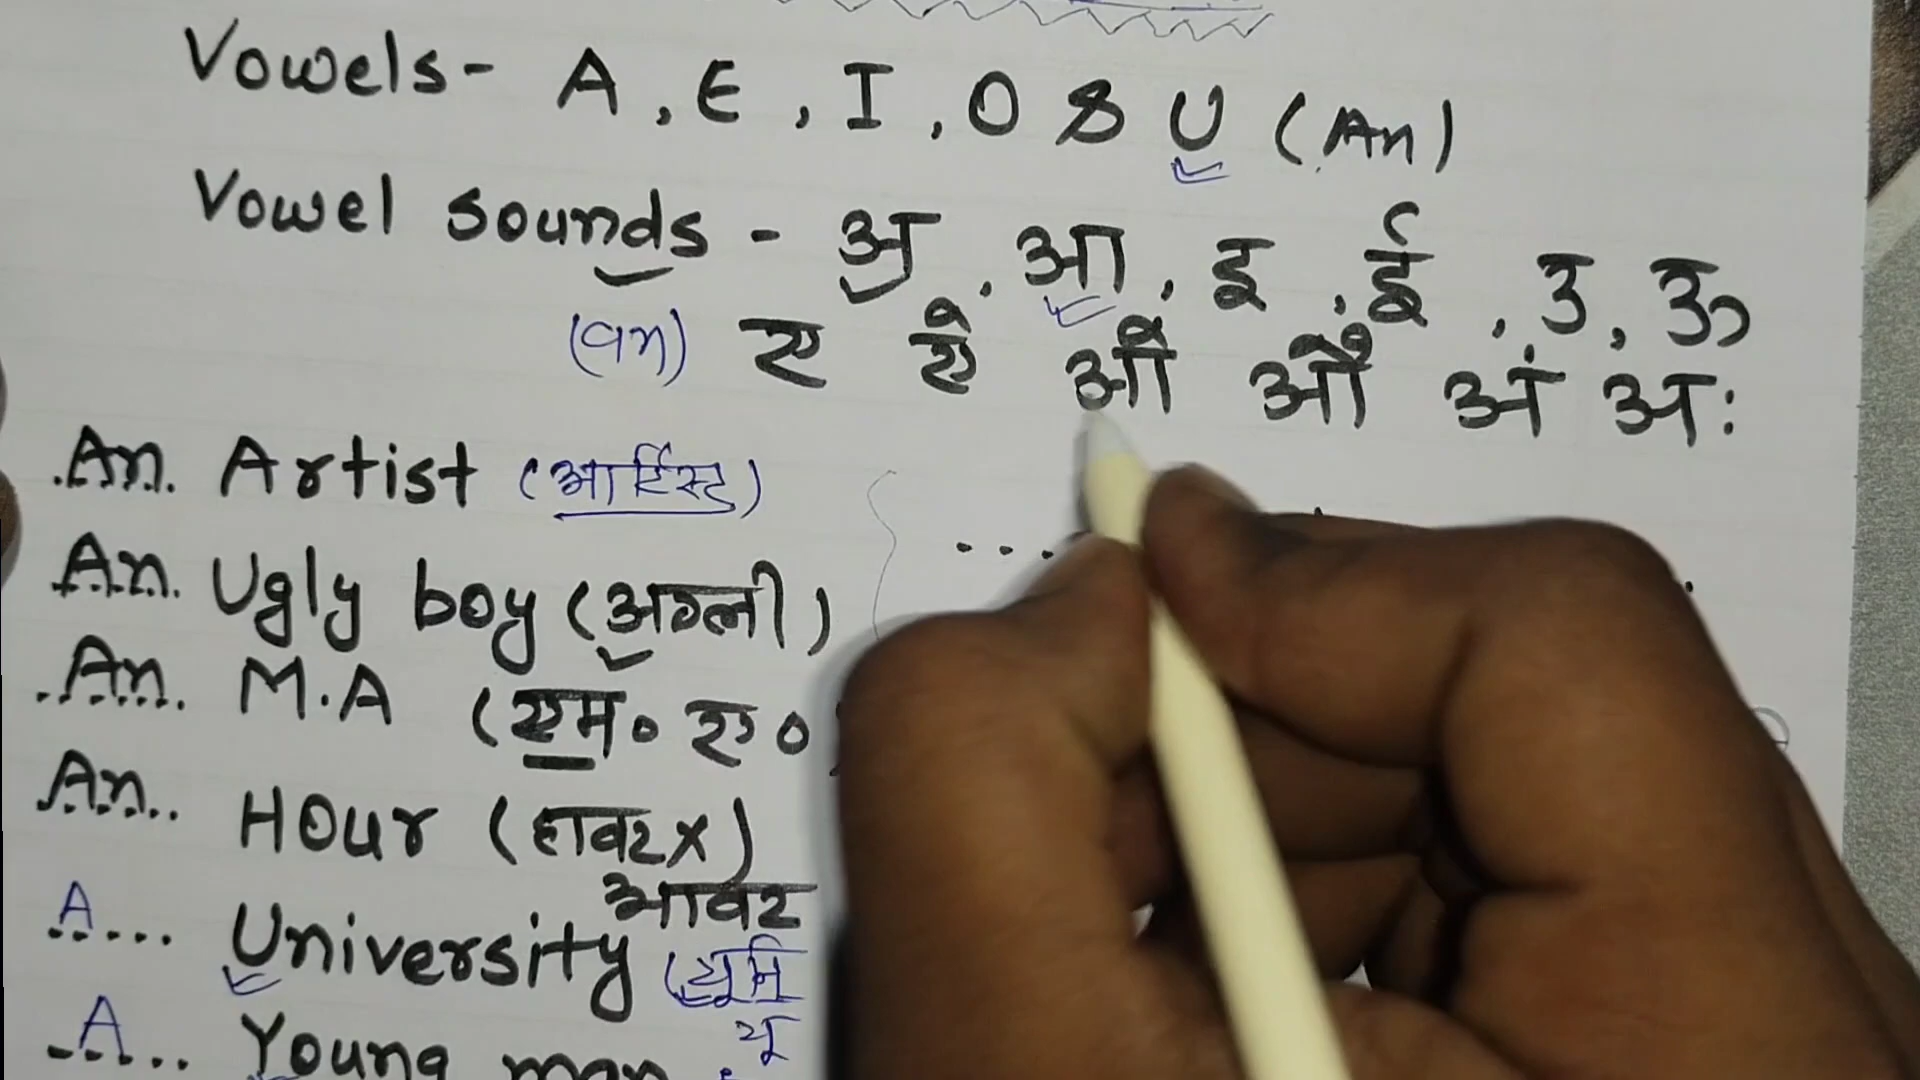 Vowels - A, E, I, O & U (An)
Vowel sounds - अ, आ, इ, ई, उ, ऊ
ए ऐ ओ औ अं अः
An Artist (आर्टिस्ट)
An Ugly boy (अग्ली)
An M.A (एम० ए०
An Hour (हावर x)
आवर
A University (यूनि
यू
A Young man